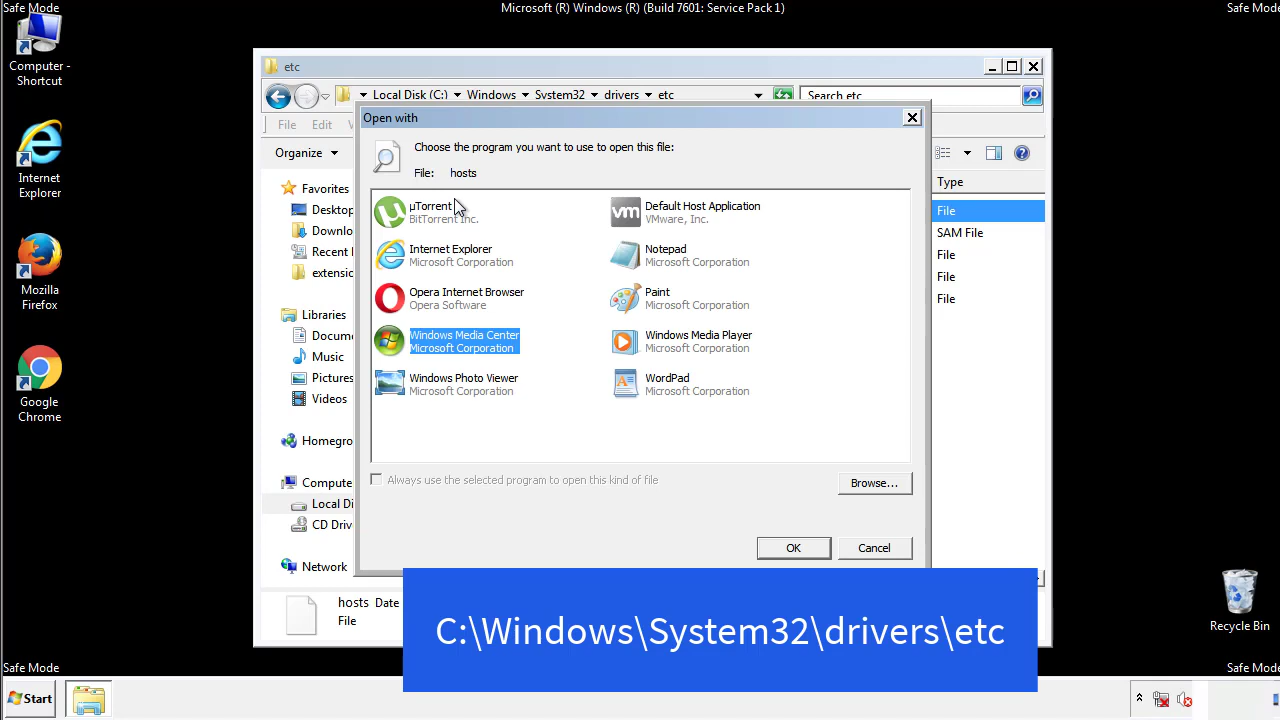 Safe Mode
Microsoft (R) Windows (R) (Build 7601: Service Pack 1)
Safe Mode
Computer -
Shortcut
Internet
Explorer
Mozilla
Firefox
Google
Chrome
etc
Local Disk (C:) Windows System32 drivers etc
Search etc
File Edit
Organize
Favorites
Desktop
Downlo
Recent
extensio
Libraries
Docum
Music
Pictures
Videos
Homegro
Compute
Local Di
CD Driv
Network
Type
File
SAM File
File
File
File
Open with
Choose the program you want to use to open this file:
File: hosts
µTorrent
BitTorrent Inc.
Default Host Application
VMware, Inc.
Internet Explorer
Microsoft Corporation
Notepad
Microsoft Corporation
Opera Internet Browser
Opera Software
Paint
Microsoft Corporation
Windows Media Center
Microsoft Corporation
Windows Media Player
Microsoft Corporation
Windows Photo Viewer
Microsoft Corporation
WordPad
Microsoft Corporation
Always use the selected program to open this kind of file
Browse...
OK
Cancel
hosts Date
File
C:\Windows\System32\drivers\etc
Recycle Bin
Safe Mode
Safe Mode
Start